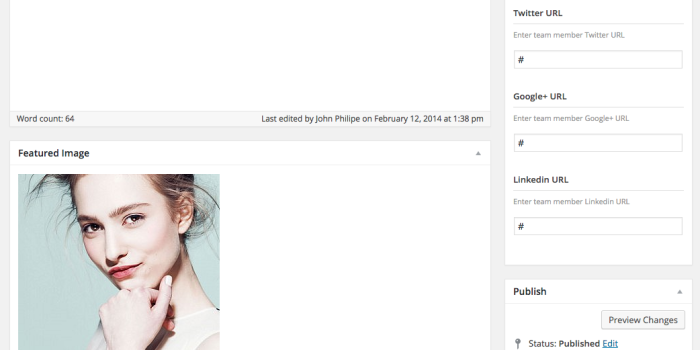 Word count: 64
Last edited by John Philipe on February 12, 2014 at 1:38 pm
Featured Image
Twitter URL
Enter team member Twitter URL
#
Google+ URL
Enter team member Google+ URL
#
Linkedin URL
Enter team member Linkedin URL
#
Publish
Preview Changes
Status: Published Edit